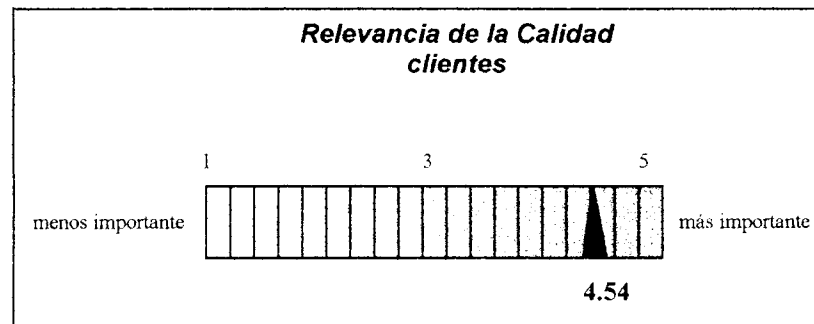 Relevancia de la Calidad
clientes
1 3 5
menos importante más importante
4.54